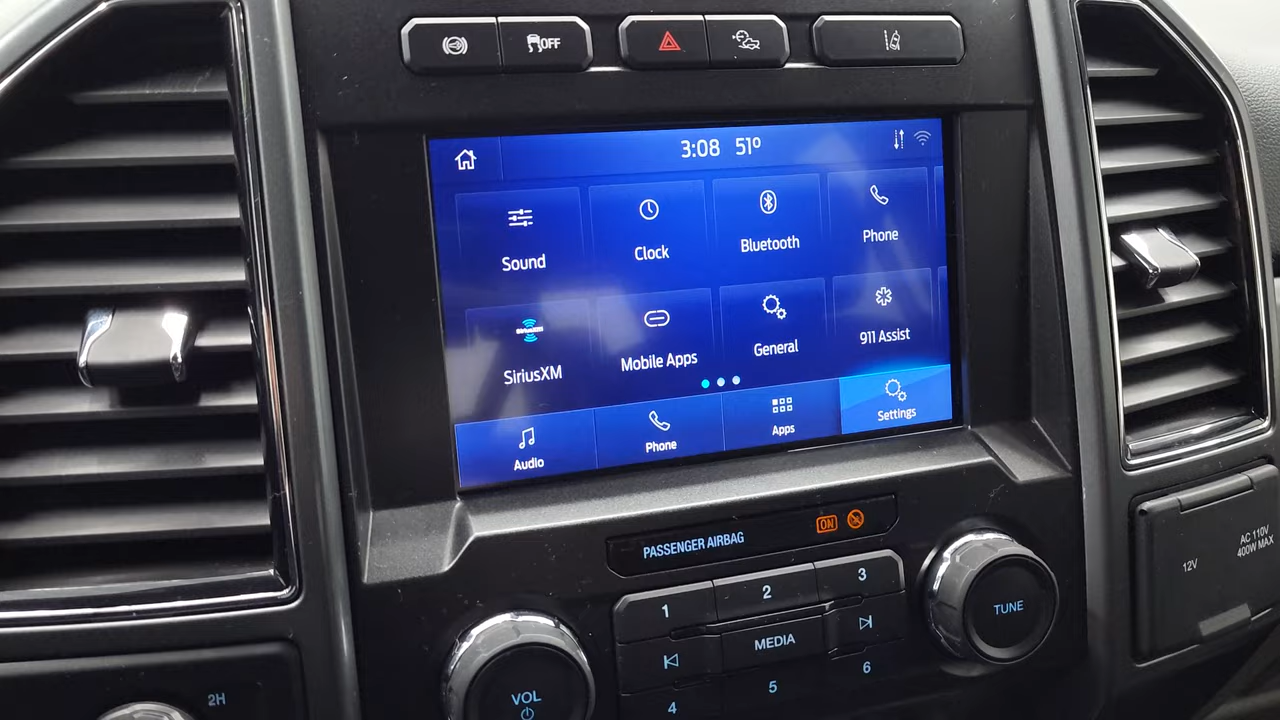 OFF
3:08 51°
Sound
Clock
Bluetooth
Phone
SiriusXM
SiriusXM
Mobile Apps
General
911 Assist
Audio
Phone
Apps
Settings
PASSENGER AIRBAG
ON
1
2
3
MEDIA
4
5
6
VOL
TUNE
2H
12V
AC 110V
400W MAX